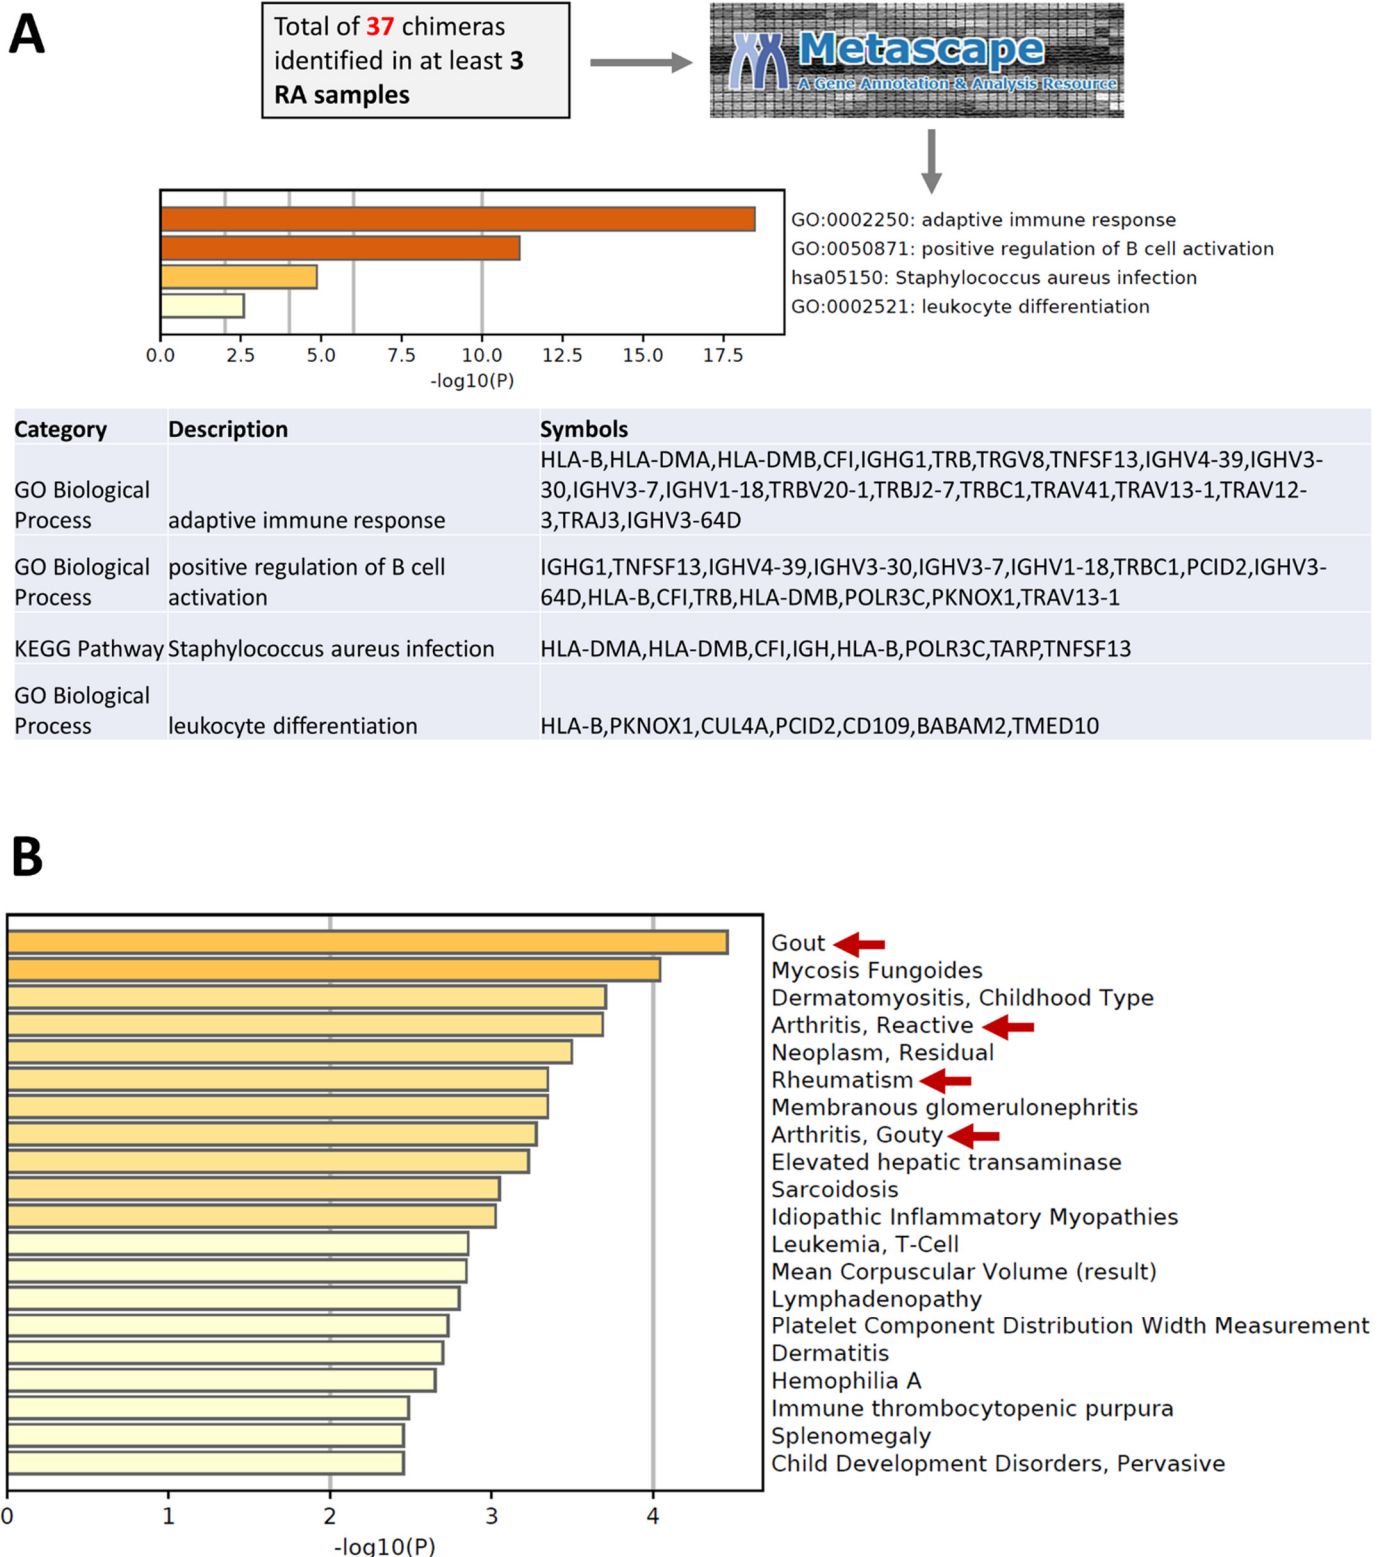 A
Total of 37 chimeras
identified in at least 3
RA samples
Metascape
A Gene Annotation & Analysis Resource
GO:0002250: adaptive immune response
GO:0050871: positive regulation of B cell activation
hsa05150: Staphylococcus aureus infection
GO:0002521: leukocyte differentiation
0.0 2.5 5.0 7.5 10.0 12.5 15.0 17.5
-log10(P)
Category Description Symbols
GO Biological
Process
adaptive immune response
HLA-B,HLA-DMA,HLA-DMB,CFI,IGHG1,TRB,TRGV8,TNFSF13,IGHV4-39,IGHV3-
30,IGHV3-7,IGHV1-18,TRBV20-1,TRBJ2-7,TRBC1,TRAV41,TRAV13-1,TRAV12-
3,TRAJ3,IGHV3-64D
GO Biological
Process
positive regulation of B cell
activation
IGHG1,TNFSF13,IGHV4-39,IGHV3-30,IGHV3-7,IGHV1-18,TRBC1,PCID2,IGHV3-
64D,HLA-B,CFI,TRB,HLA-DMB,POLR3C,PKNOX1,TRAV13-1
KEGG Pathway Staphylococcus aureus infection HLA-DMA,HLA-DMB,CFI,IGH,HLA-B,POLR3C,TARP,TNFSF13
GO Biological
Process
leukocyte differentiation
HLA-B,PKNOX1,CUL4A,PCID2,CD109,BABAM2,TMED10
B
Gout
Mycosis Fungoides
Dermatomyositis, Childhood Type
Arthritis, Reactive
Neoplasm, Residual
Rheumatism
Membranous glomerulonephritis
Arthritis, Gouty
Elevated hepatic transaminase
Sarcoidosis
Idiopathic Inflammatory Myopathies
Leukemia, T-Cell
Mean Corpuscular Volume (result)
Lymphadenopathy
Platelet Component Distribution Width Measurement
Dermatitis
Hemophilia A
Immune thrombocytopenic purpura
Splenomegaly
Child Development Disorders, Pervasive
0 1 2 3 4
-log10(P)